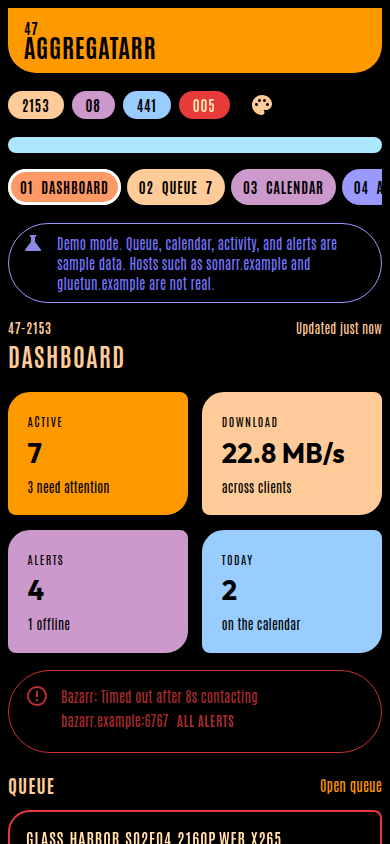 47
AGGREGATARR
2153
08
441
005
01 DASHBOARD
02 QUEUE 7
03 CALENDAR
04 A
Demo mode. Queue, calendar, activity, and alerts are
sample data. Hosts such as sonarr.example and
gluetun.example are not real.
47-2153
Updated just now
DASHBOARD
ACTIVE
7
3 need attention
DOWNLOAD
22.8 MB/s
across clients
ALERTS
4
1 offline
TODAY
2
on the calendar
Bazarr: Timed out after 8s contacting
bazarr.example:6767 ALL ALERTS
QUEUE
Open queue
GLASS HARBOR S02E04 2160P WEB X265